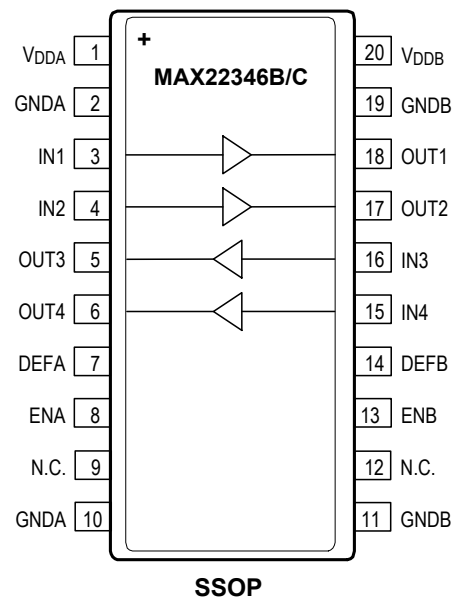 +
MAX22346B/C
VDDA 1 20 VDDB
GNDA 2 19 GNDB
IN1 3 18 OUT1
IN2 4 17 OUT2
OUT3 5 16 IN3
OUT4 6 15 IN4
DEFA 7 14 DEFB
ENA 8 13 ENB
N.C. 9 12 N.C.
GNDA 10 11 GNDB
SSOP